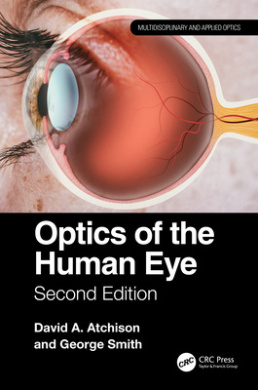 MULTIDISCIPLINARY AND APPLIED OPTICS
Optics of the
Human Eye
Second Edition
David A. Atchison
and George Smith
CRC
CRC Press
Taylor & Francis Group